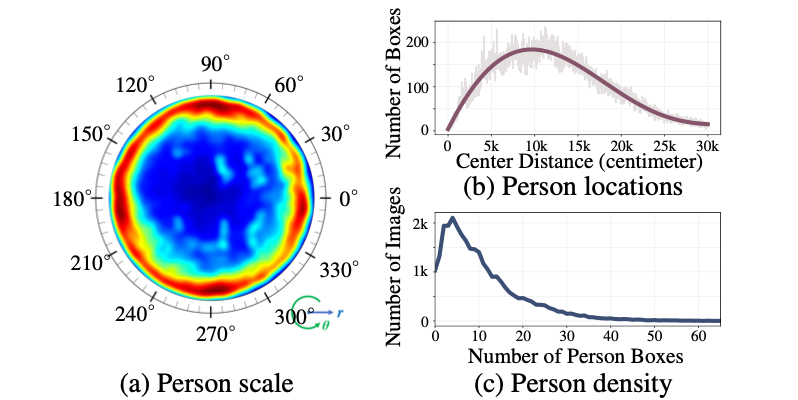 90°
120°
60°
150°
30°
180°
0°
210°
330°
240°
300°
270°
r
θ
(a) Person scale
Number of Boxes
200
100
0
0 5k 10k 15k 20k 25k 30k
Center Distance (centimeter)
(b) Person locations
Number of Images
2k
1k
0
0 10 20 30 40 50 60
Number of Person Boxes
(c) Person density